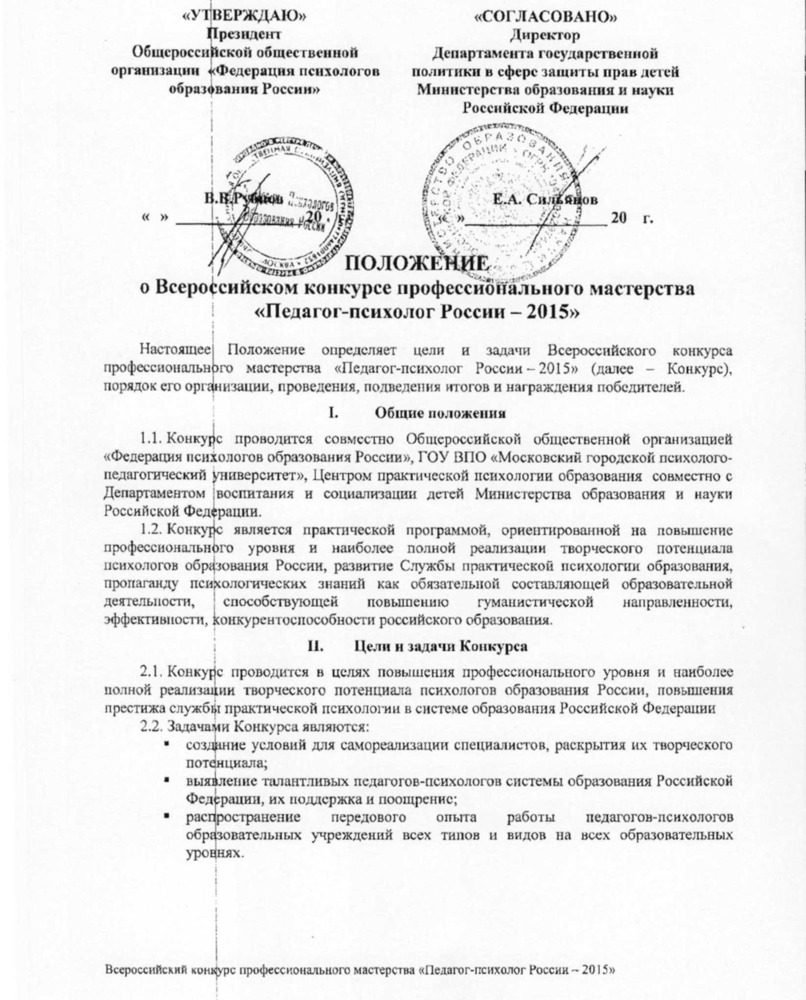 «УТВЕРЖДАЮ»
Президент
Общероссийской общественной
организации «Федерация психологов
образования России»
«СОГЛАСОВАНО»
Директор
Департамента государственной
политики в сфере защиты прав детей
Министерства образования и науки
Российской Федерации
В.В.Рубцов
« » 20
Е.А. Сильянов
« » 20 г.
ПОЛОЖЕНИЕ
о Всероссийском конкурсе профессионального мастерства
«Педагог-психолог России – 2015»
Настоящее Положение определяет цели и задачи Всероссийского конкурса
профессионального мастерства «Педагог-психолог России – 2015» (далее – Конкурс),
порядок его организации, проведения, подведения итогов и награждения победителей.
I. Общие положения
1.1. Конкурс проводится совместно Общероссийской общественной организацией
«Федерация психологов образования России», ГОУ ВПО «Московский городской психолого-
педагогический университет», Центром практической психологии образования совместно с
Департаментом воспитания и социализации детей Министерства образования и науки
Российской Федерации.
1.2. Конкурс является практической программой, ориентированной на повышение
профессионального уровня и наиболее полной реализации творческого потенциала
психологов образования России, развитие Службы практической психологии образования,
пропаганду психологических знаний как обязательной составляющей образовательной
деятельности, способствующей повышению гуманистической направленности,
эффективности, конкурентоспособности российского образования.
II. Цели и задачи Конкурса
2.1. Конкурс проводится в целях повышения профессионального уровня и наиболее
полной реализации творческого потенциала психологов образования России, повышения
престижа службы практической психологии в системе образования Российской Федерации
2.2. Задачами Конкурса являются:
▪ создание условий для самореализации специалистов, раскрытия их творческого
потенциала;
▪ выявление талантливых педагогов-психологов системы образования Российской
Федерации, их поддержка и поощрение;
▪ распространение передового опыта работы педагогов-психологов
образовательных учреждений всех типов и видов на всех образовательных
уровнях.
Всероссийский конкурс профессионального мастерства «Педагог-психолог России – 2015»